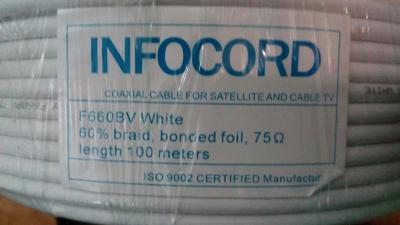 INFOCORD
COAXIAL CABLE FOR SATELLITE AND CABLE TV
F660BV White
60% braid, bonded foil, 75Ω
length 100 meters
ISO 9002 CERTIFIED Manufactur